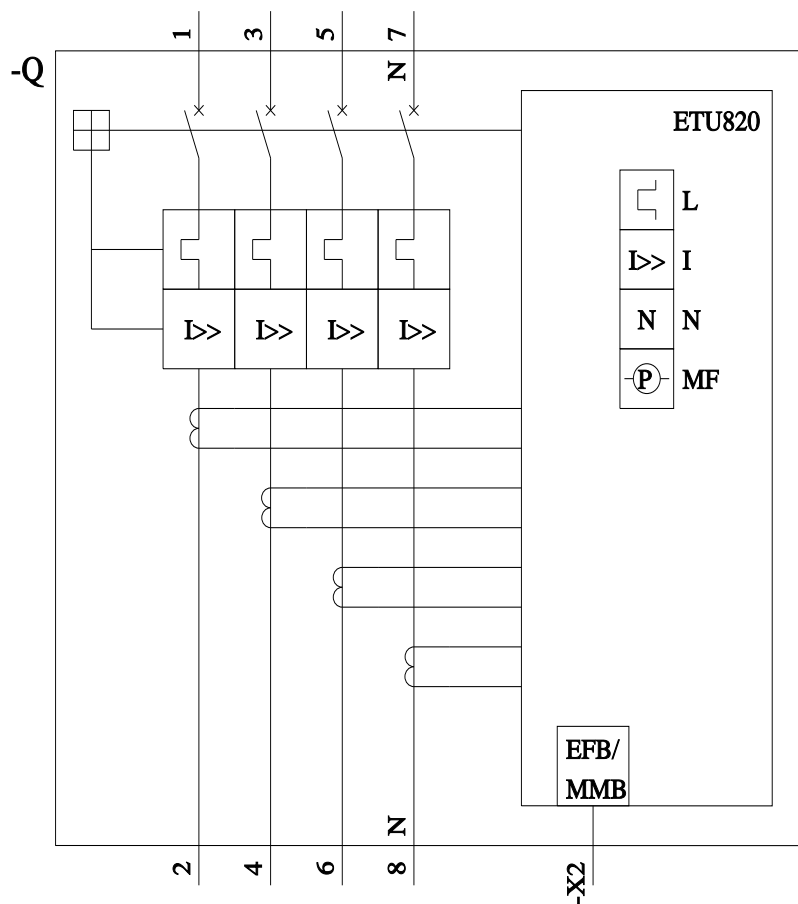 1 3 5 7
-Q
N
ETU820
L
I>> I
N N
P MF
I>> I>> I>> I>>
EFB/
MMB
N
2 4 6 8 -X2